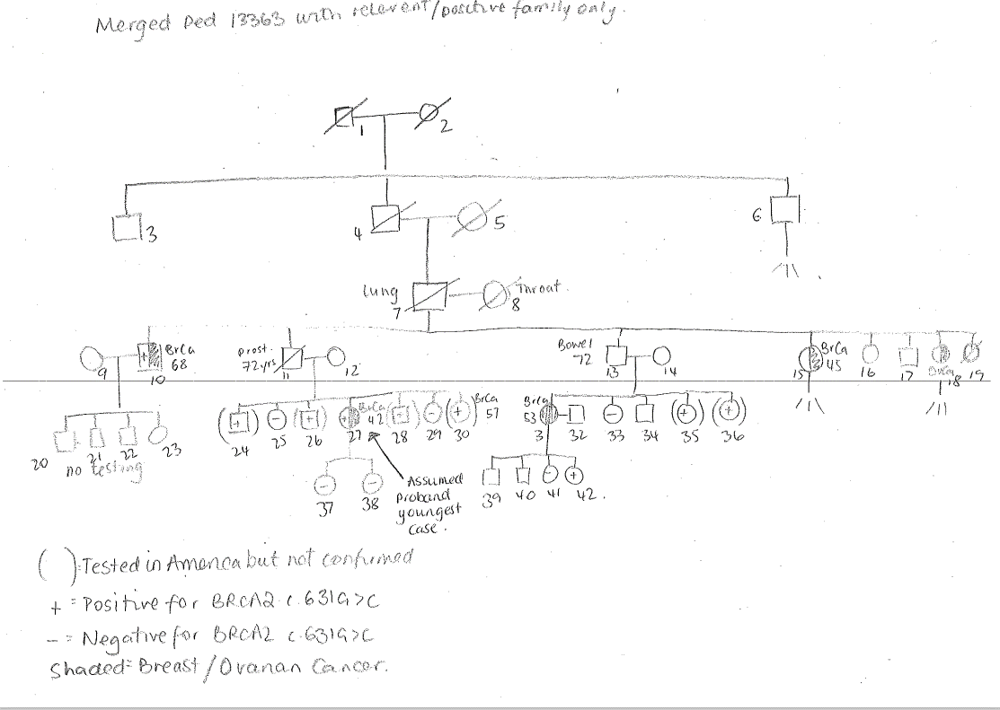 Merged Ped 13363 with relevent/positive family only.
1 2
3 4 5 6
Lung 7 8 Throat.
9 + BrCa 68 10 prost. 72yrs 11 12 Bowel 72 13 14 15 BrCa 45 16 17 BrCa 18 19
20 21 22 23
no testing
(+) 24 - 25 (+) 26 + BrCa 42 27 (+) 28 - 29 (+) BrCa 57 30 BrCa 53 3 32 - 33 34 (+) 35 (+) 36
- 37 - 38 39 40 - 41 + 42.
Assumed
proband
youngest
case.
( ) = Tested in America but not confirmed
+ = Positive for BRCA2 c.631G>C
- = Negative for BRCA2 c.631G>C
Shaded = Breast / Ovarian Cancer.